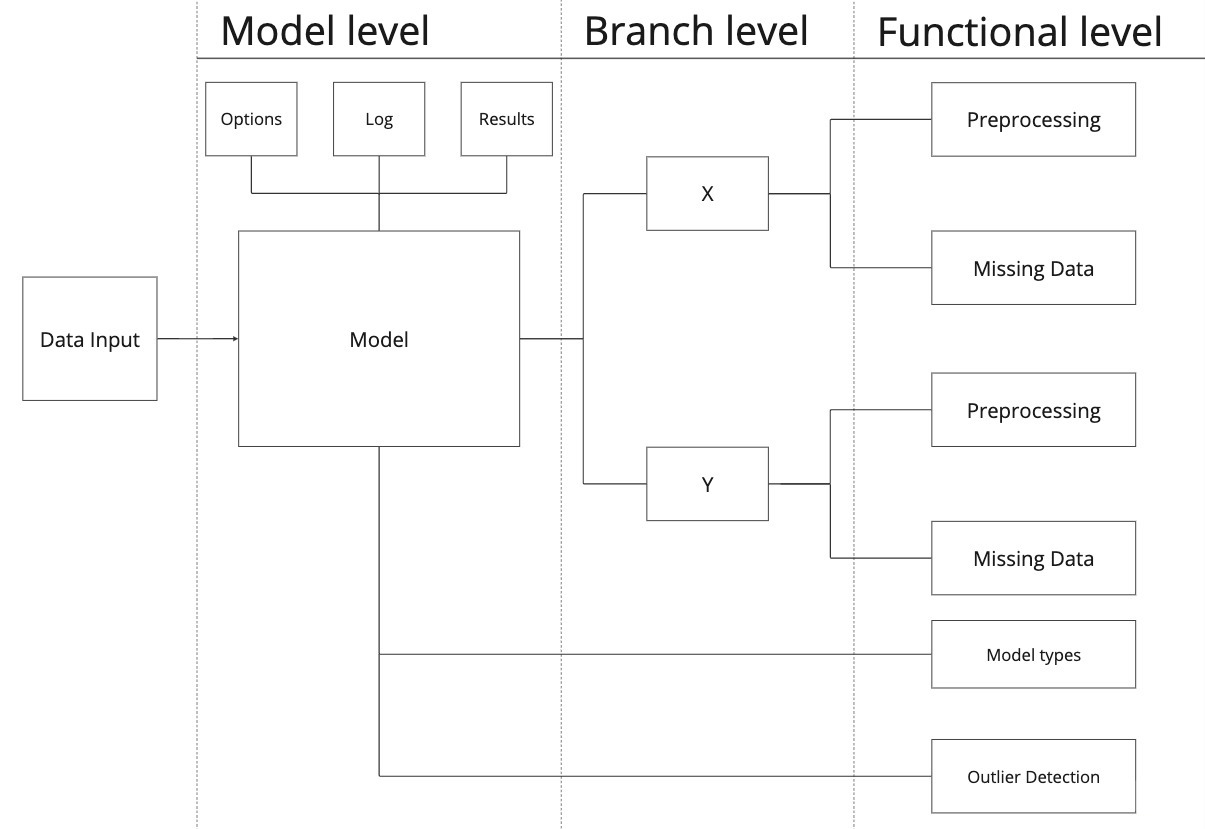 Model level
Branch level
Functional level
Options
Log
Results
Preprocessing
X
Missing Data
Data Input
Model
Preprocessing
Y
Missing Data
Model types
Outlier Detection